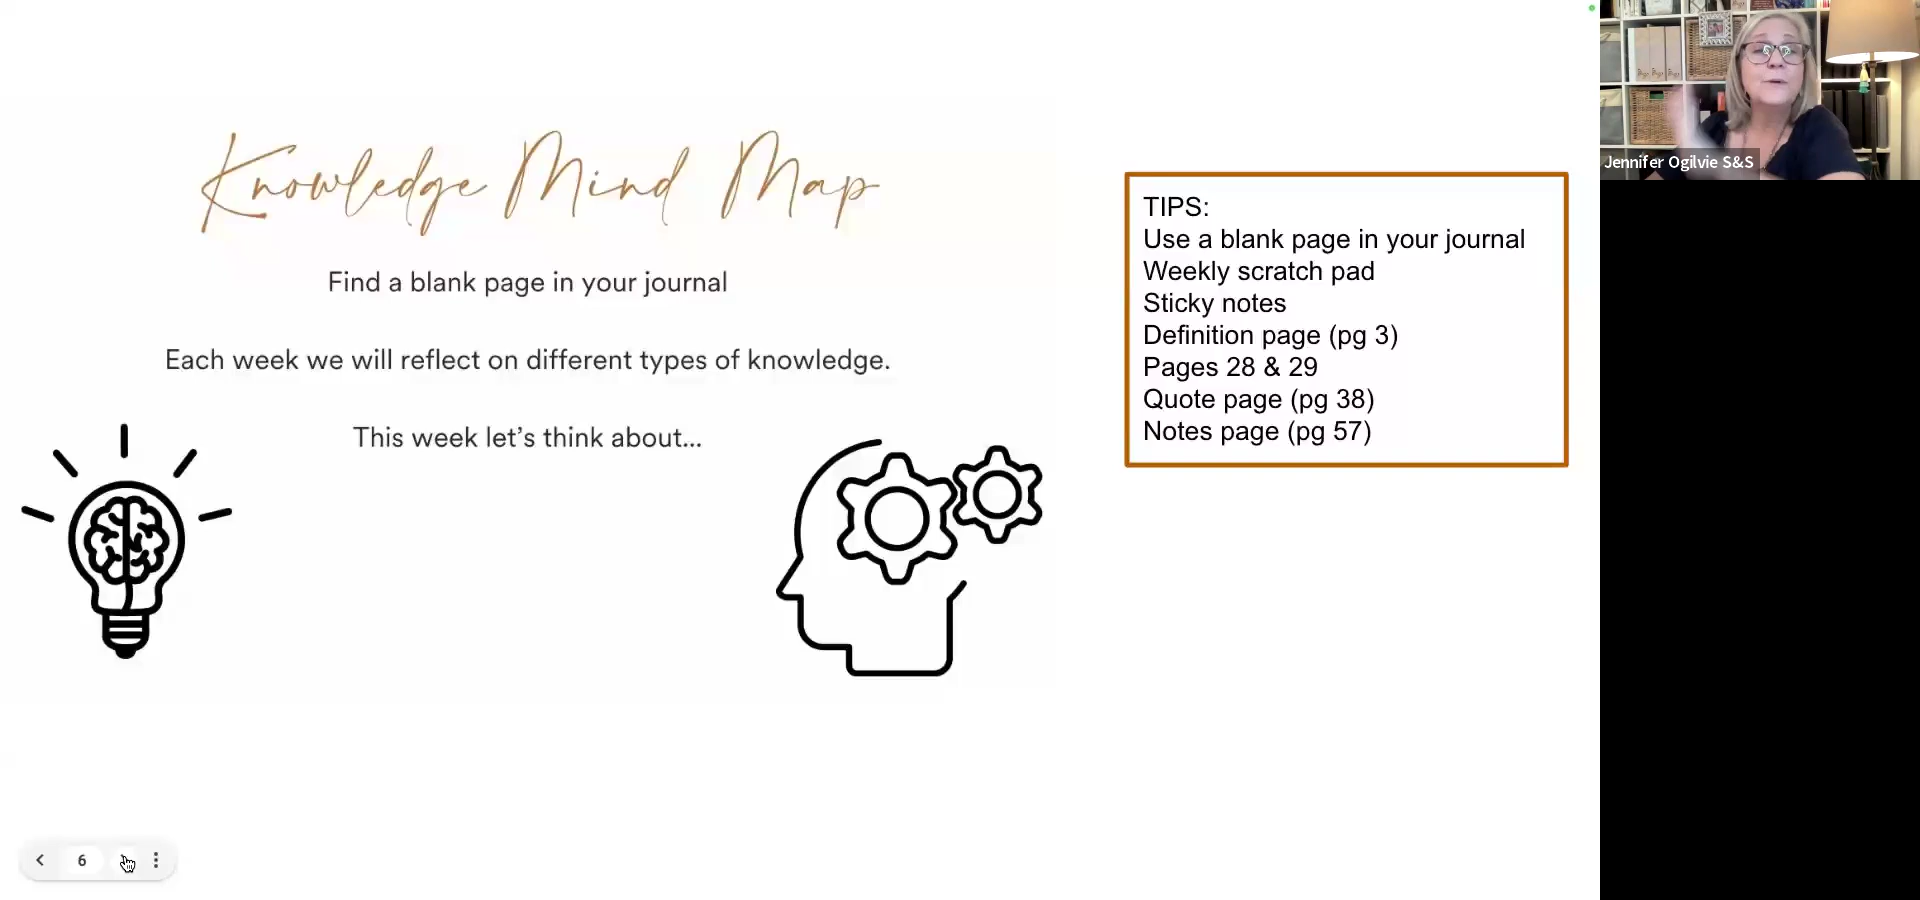 Knowledge Mind Map
Find a blank page in your journal
Each week we will reflect on different types of knowledge.
This week let's think about...
TIPS:
Use a blank page in your journal
Weekly scratch pad
Sticky notes
Definition page (pg 3)
Pages 28 & 29
Quote page (pg 38)
Notes page (pg 57)
Jennifer Ogilvie S&S
6